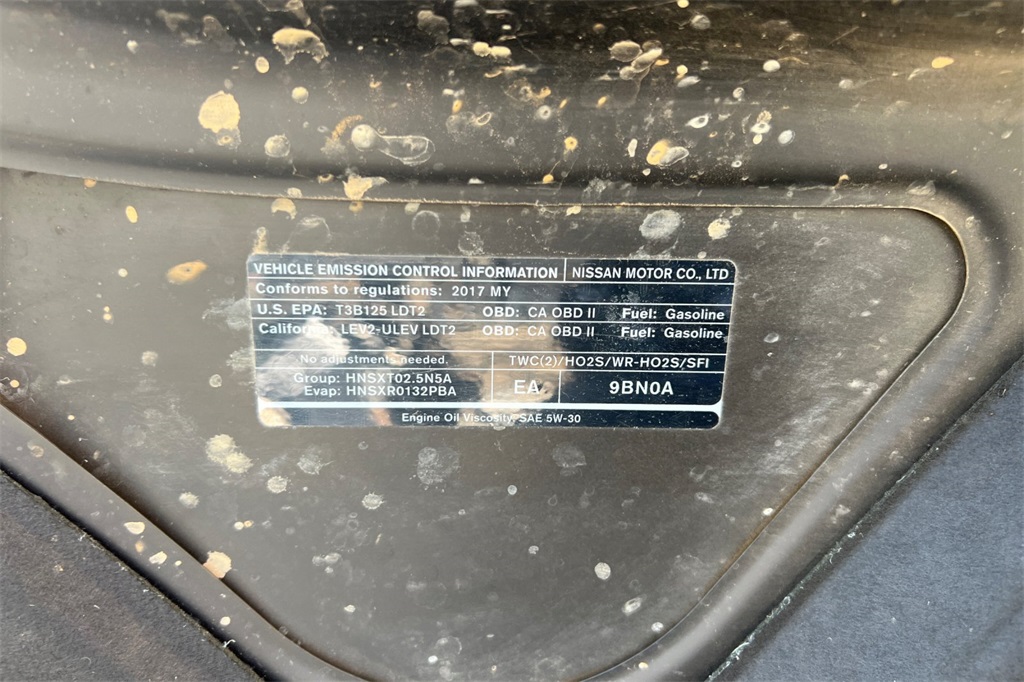 VEHICLE EMISSION CONTROL INFORMATION NISSAN MOTOR CO., LTD
Conforms to regulations: 2017 MY
U.S. EPA: T3B125 LDT2 OBD: CA OBD II Fuel: Gasoline
California: LEV2-ULEV LDT2 OBD: CA OBD II Fuel: Gasoline
No adjustments needed. TWC(2)/HO2S/WR-HO2S/SFI
Group: HNSXT02.5N5A
Evap: HNSXR0132PBA
EA 9BN0A
Engine Oil Viscosity: SAE 5W-30